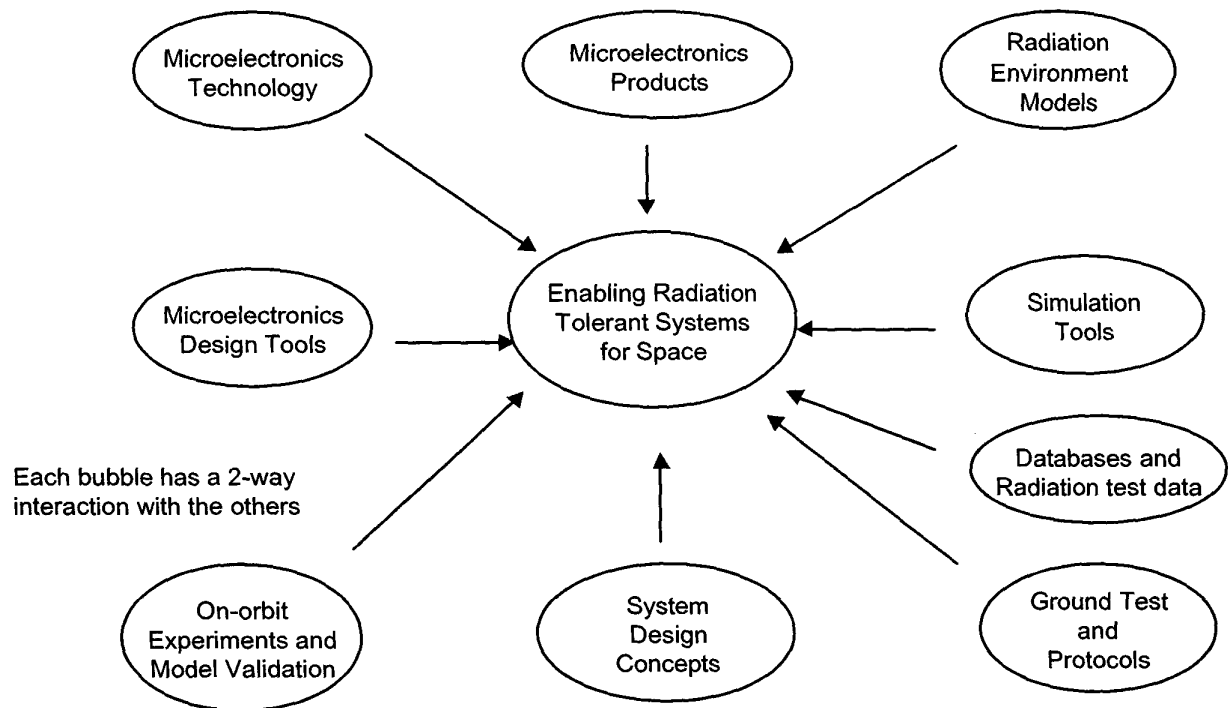 Microelectronics
Technology
Microelectronics
Products
Radiation
Environment
Models
Microelectronics
Design Tools
Enabling Radiation
Tolerant Systems
for Space
Simulation
Tools
Each bubble has a 2-way
interaction with the others
Databases and
Radiation test data
On-orbit
Experiments and
Model Validation
System
Design
Concepts
Ground Test
and
Protocols